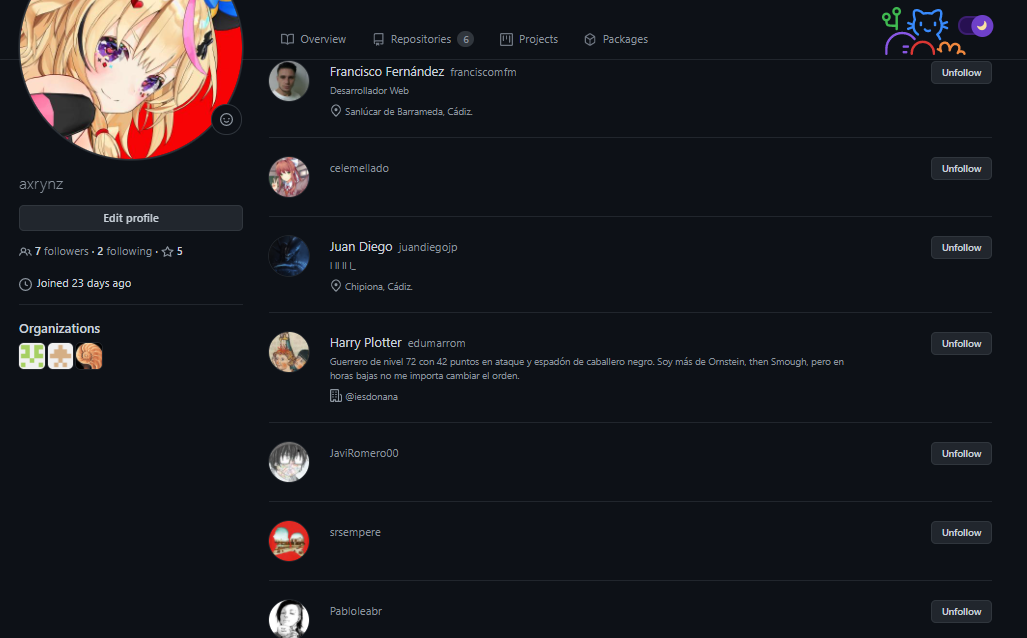 Overview
Repositories 6
Projects
Packages
axrynz
Edit profile
7 followers · 2 following · 5
Joined 23 days ago
Organizations
Francisco Fernández franciscomfm
Unfollow
Desarrollador Web
Sanlúcar de Barrameda, Cádiz.
celemellado
Unfollow
Juan Diego juandiegojp
Unfollow
Chipiona, Cádiz.
Harry Plotter edumarrom
Unfollow
Guerrero de nivel 72 con 42 puntos en ataque y espadón de caballero negro. Soy más de Ornstein, then Smough, pero en
horas bajas no me importa cambiar el orden.
@iesdonana
JaviRomero00
Unfollow
srsempere
Unfollow
Pabloleabr
Unfollow